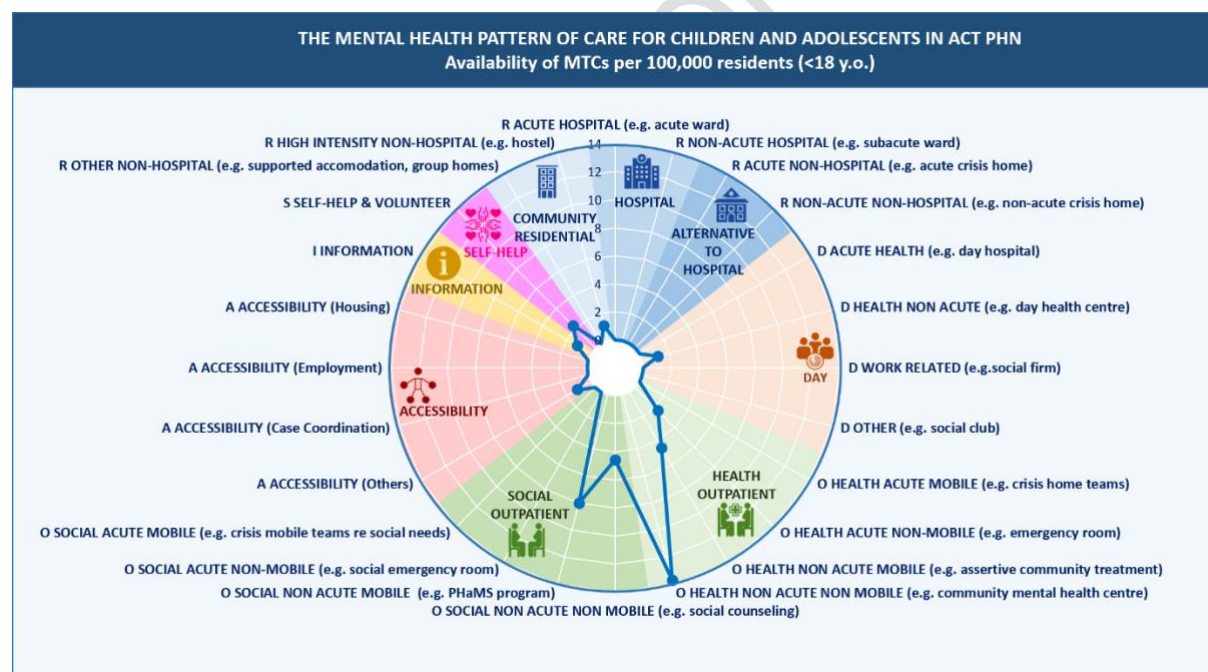 THE MENTAL HEALTH PATTERN OF CARE FOR CHILDREN AND ADOLESCENTS IN ACT PHN
Availability of MTCs per 100,000 residents (<18 y.o.)
R ACUTE HOSPITAL (e.g. acute ward)
R HIGH INTENSITY NON-HOSPITAL (e.g. hostel)
R NON-ACUTE HOSPITAL (e.g. subacute ward)
R OTHER NON-HOSPITAL (e.g. supported accomodation, group homes)
R ACUTE NON-HOSPITAL (e.g. acute crisis home)
S SELF-HELP & VOLUNTEER
R NON-ACUTE NON-HOSPITAL (e.g. non-acute crisis home)
I INFORMATION
D ACUTE HEALTH (e.g. day hospital)
A ACCESSIBILITY (Housing)
D HEALTH NON ACUTE (e.g. day health centre)
A ACCESSIBILITY (Employment)
D WORK RELATED (e.g.social firm)
A ACCESSIBILITY (Case Coordination)
D OTHER (e.g. social club)
A ACCESSIBILITY (Others)
O HEALTH ACUTE MOBILE (e.g. crisis home teams)
O SOCIAL ACUTE MOBILE (e.g. crisis mobile teams re social needs)
O HEALTH ACUTE NON-MOBILE (e.g. emergency room)
O SOCIAL ACUTE NON-MOBILE (e.g. social emergency room)
O HEALTH NON ACUTE MOBILE (e.g. assertive community treatment)
O SOCIAL NON ACUTE MOBILE (e.g. PHaMS program)
O HEALTH NON ACUTE NON MOBILE (e.g. community mental health centre)
O SOCIAL NON ACUTE NON MOBILE (e.g. social counseling)
14
12
10
8
6
4
2
0
HOSPITAL
ALTERNATIVE
TO
HOSPITAL
DAY
HEALTH
OUTPATIENT
SOCIAL
OUTPATIENT
ACCESSIBILITY
INFORMATION
SELF-HELP
COMMUNITY
RESIDENTIAL